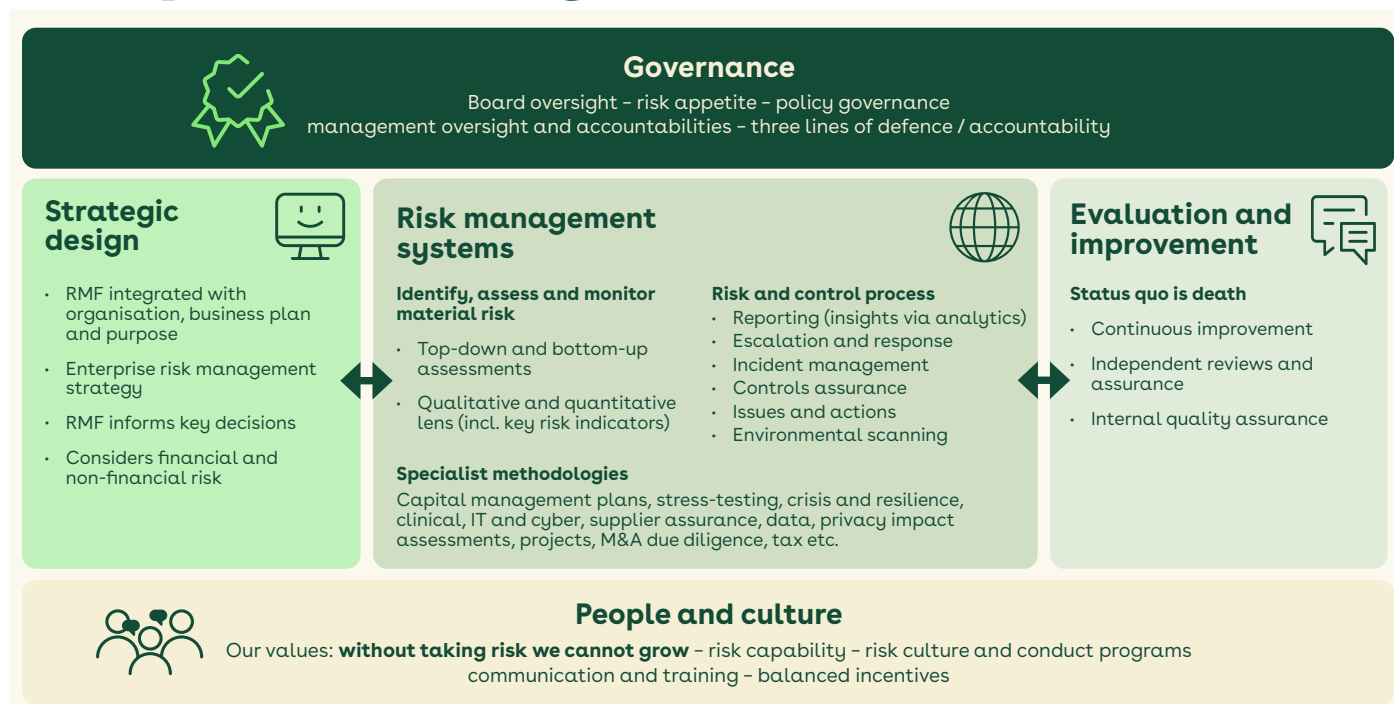 Governance
Board oversight – risk appetite – policy governance
management oversight and accountabilities – three lines of defence / accountability
Strategic
design
• RMF integrated with
organisation, business plan
and purpose
• Enterprise risk management
strategy
• RMF informs key decisions
• Considers financial and
non-financial risk
Risk management
systems
Identify, assess and monitor
material risk
• Top-down and bottom-up
assessments
• Qualitative and quantitative
lens (incl. key risk indicators)
Risk and control process
• Reporting (insights via analytics)
• Escalation and response
• Incident management
• Controls assurance
• Issues and actions
• Environmental scanning
Specialist methodologies
Capital management plans, stress-testing, crisis and resilience,
clinical, IT and cyber, supplier assurance, data, privacy impact
assessments, projects, M&A due diligence, tax etc.
Evaluation and
improvement
Status quo is death
• Continuous improvement
• Independent reviews and
assurance
• Internal quality assurance
People and culture
Our values: without taking risk we cannot grow – risk capability – risk culture and conduct programs
communication and training – balanced incentives